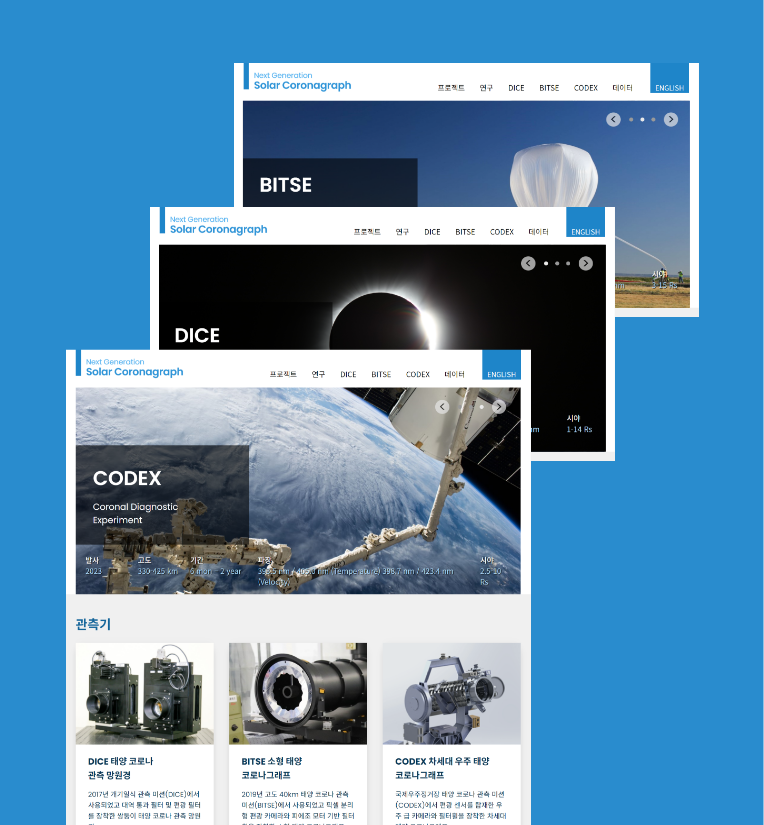 Next Generation
Solar Coronagraph
프로젝트 연구 DICE BITSE CODEX 데이터 ENGLISH
BITSE
시야
nm 3-15 Rs
Next Generation
Solar Coronagraph
프로젝트 연구 DICE BITSE CODEX 데이터 ENGLISH
DICE
시야
nm 1-14 Rs
Next Generation
Solar Coronagraph
프로젝트 연구 DICE BITSE CODEX 데이터 ENGLISH
CODEX
Coronal Diagnostic
Experiment
발사 고도 기간 파장 시야
2023 330-425 km 6 mon – 2 year nm (Temperature) 398.7 nm / 423.4 nm 2.5-10
(Velocity) Rs
관측기
DICE 태양 코로나
관측 망원경
2017년 개기일식 관측 미션(DICE)에서
사용되었고 대역 통과 필터 및 편광 필터
를 장착한 쌍둥이 태양 코로나 관측 망원
BITSE 소형 태양
코로나그래프
2019년 고도 40km 태양 코로나 관측
미션(BITSE)에서 사용되었고 픽셀 분리
형 편광 카메라와 피에조 모터 기반 필터
CODEX 차세대 우주 태양
코로나그래프
국제우주정거장 태양 코로나 관측 미션
(CODEX)에서 편광 센서를 탑재한 우
주 급 카메라와 필터휠을 장착한 차세대